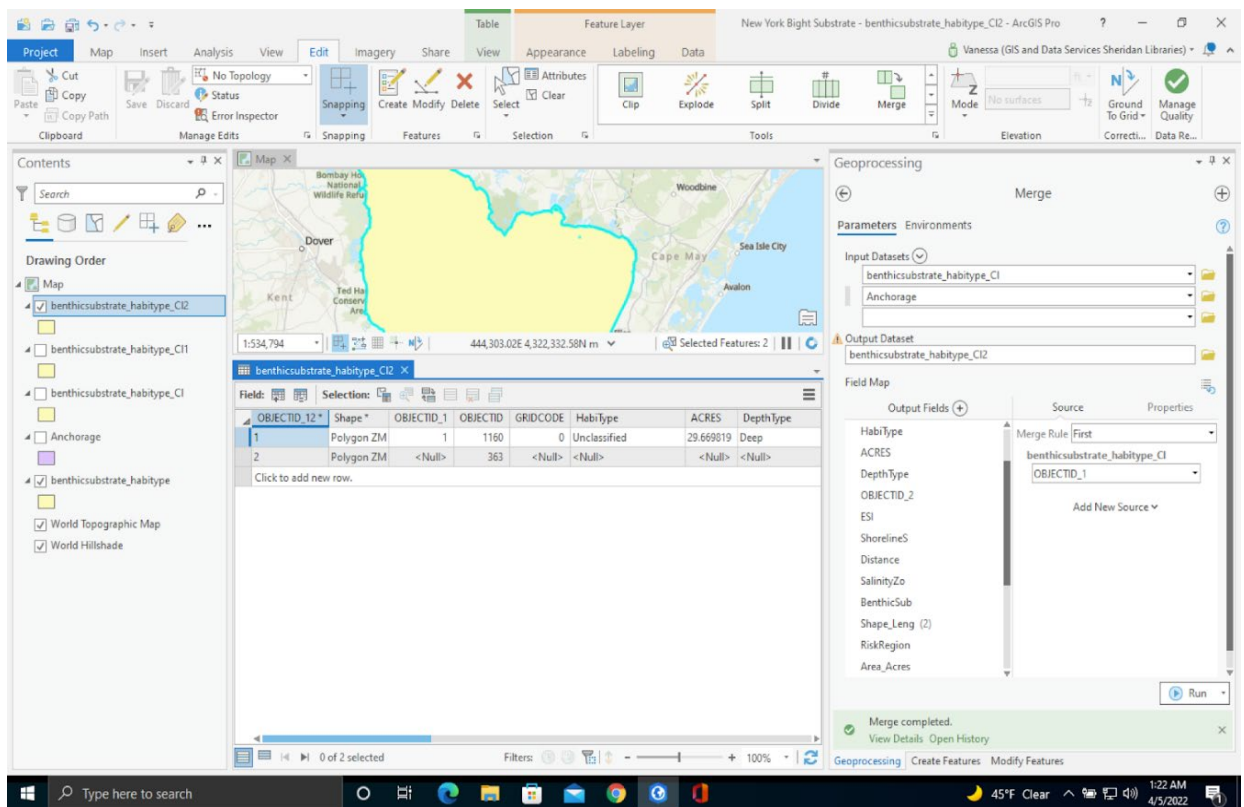 Table
Feature Layer
New York Bight Substrate - benthicsubstrate_habitype_CI2 - ArcGIS Pro
?
Project Map Insert Analysis View Edit Imagery Share View Appearance Labeling Data
Vanessa (GIS and Data Services Sheridan Libraries)
Paste
Cut
Copy
Copy Path
Clipboard
Save Discard
No Topology
Status
Error Inspector
Manage Edits
Snapping
Snapping
Create Modify Delete
Features
Select
Attributes
Clear
Selection
Clip Explode Split Divide Merge
Tools
Mode
No surfaces
Elevation
Ground To Grid
Correcti...
Manage Quality
Data Re...
Contents
Search
Drawing Order
Map
benthicsubstrate_habitype_CI2
benthicsubstrate_habitype_CI1
benthicsubstrate_habitype_CI
Anchorage
benthicsubstrate_habitype
World Topographic Map
World Hillshade
Map
Bombay Ho
National
Wildlife Refu
Woodbine
Dover
Sea Isle City
Cape May
Avalon
Kent
Ted Ha
Conserv
Are
1:534,794
444,303.02E 4,322,332.58N m
Selected Features: 2
benthicsubstrate_habitype_CI2
Field: Selection:
OBJECTID_12 * Shape * OBJECTID_1 OBJECTID GRIDCODE HabiType ACRES DepthType
1 Polygon ZM 1 1160 0 Unclassified 29.669819 Deep
2 Polygon ZM <Null> 363 <Null> <Null> <Null> <Null>
Click to add new row.
0 of 2 selected
Filters:
100%
Geoprocessing
Merge
Parameters Environments
Input Datasets
benthicsubstrate_habitype_CI
Anchorage
Output Dataset
benthicsubstrate_habitype_CI2
Field Map
Output Fields
Source Properties
HabiType
ACRES
DepthType
OBJECTID_2
ESI
ShorelineS
Distance
SalinityZo
BenthicSub
Shape_Leng (2)
RiskRegion
Area_Acres
Merge Rule First
benthicsubstrate_habitype_CI
OBJECTID_1
Add New Source
Run
Merge completed.
View Details Open History
Geoprocessing Create Features Modify Features
Type here to search
45°F Clear
1:22 AM
4/5/2022